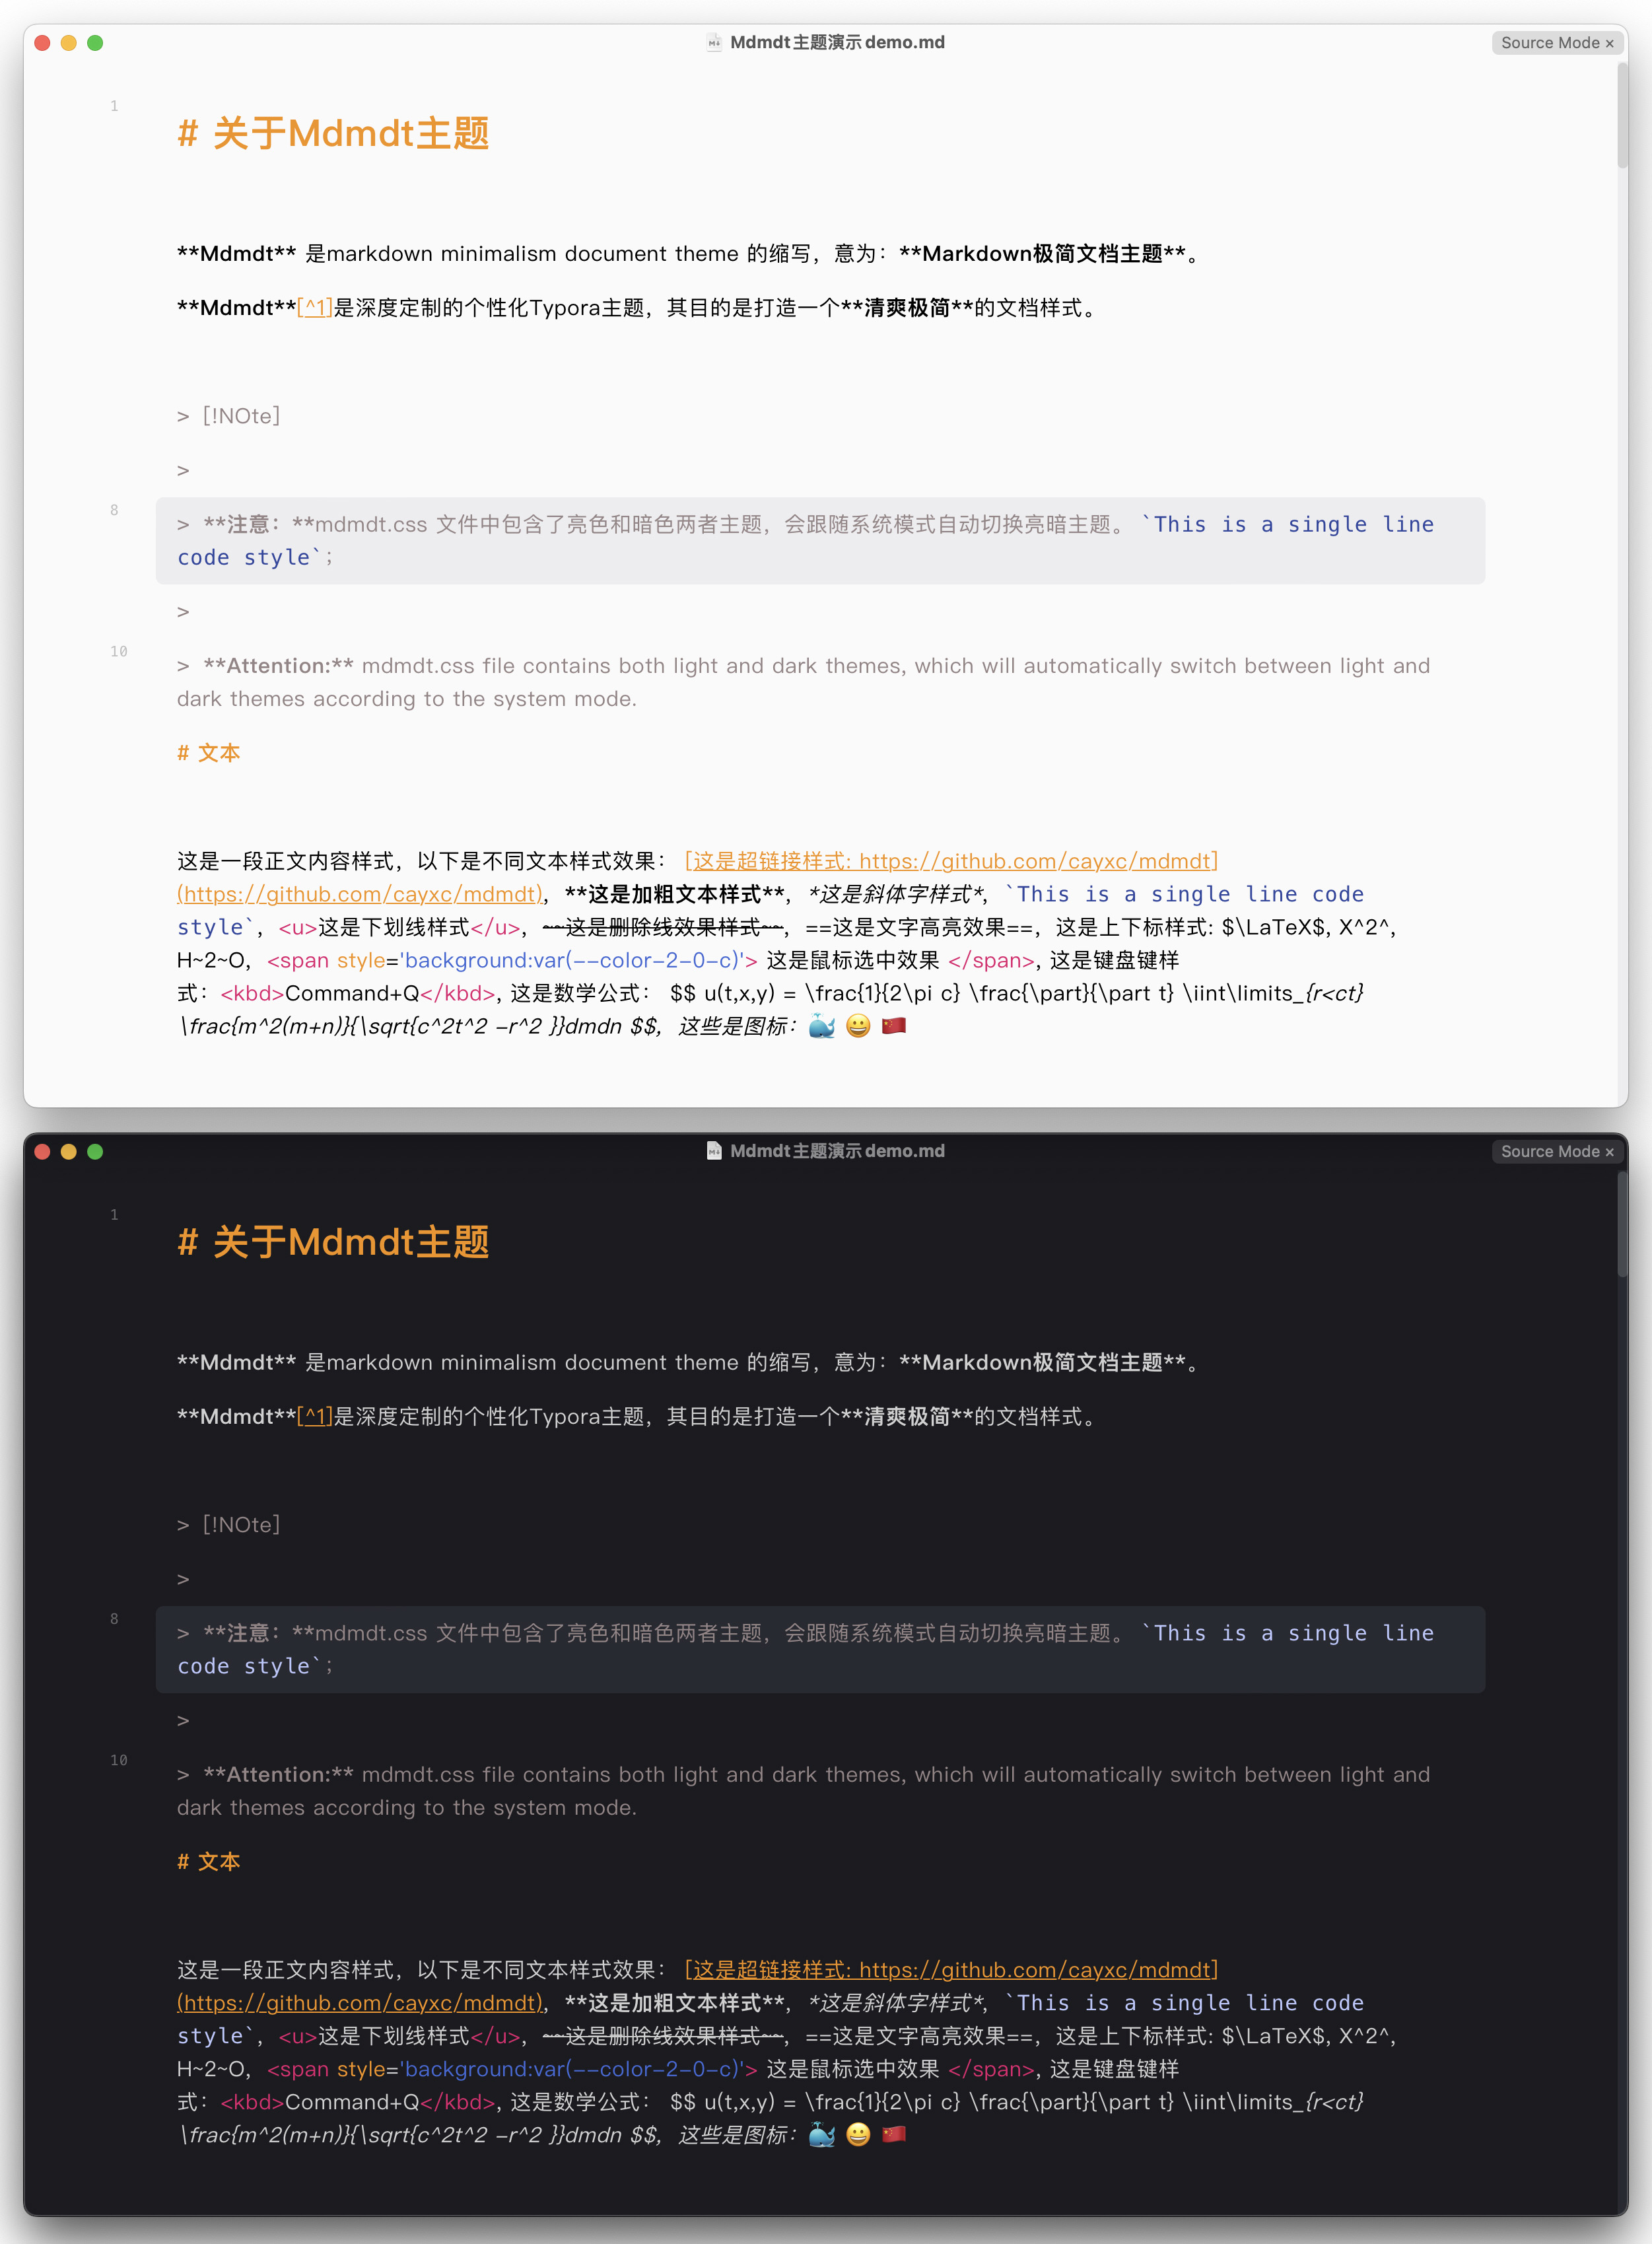 Mdmdt主题演示demo.md
Source Mode ×
1
# 关于Mdmdt主题
**Mdmdt** 是markdown minimalism document theme 的缩写，意为：**Markdown极简文档主题**。
**Mdmdt**[^1]是深度定制的个性化Typora主题，其目的是打造一个**清爽极简**的文档样式。
> [!NOte]
>
8
> **注意：**mdmdt.css 文件中包含了亮色和暗色两者主题，会跟随系统模式自动切换亮暗主题。 `This is a single line
code style`；
>
10
> **Attention:** mdmdt.css file contains both light and dark themes, which will automatically switch between light and
dark themes according to the system mode.
# 文本
这是一段正文内容样式，以下是不同文本样式效果： [这是超链接样式: https://github.com/cayxc/mdmdt]
(https://github.com/cayxc/mdmdt)，**这是加粗文本样式**，*这是斜体字样式*，`This is a single line code
style`，<u>这是下划线样式</u>，~~这是删除线效果样式~~，==这是文字高亮效果==，这是上下标样式: $\LaTeX$, X^2^,
H~2~O，<span style='background:var(--color-2-0-c)'> 这是鼠标选中效果 </span>, 这是键盘键样
式：<kbd>Command+Q</kbd>, 这是数学公式： $$ u(t,x,y) = \frac{1}{2\pi c} \frac{\part}{\part t} \iint\limits_{r<ct}
\frac{m^2(m+n)}{\sqrt{c^2t^2 -r^2 }}dmdn $$，这些是图标：🐳 😀 🇨🇳
Mdmdt主题演示demo.md
Source Mode ×
1
# 关于Mdmdt主题
**Mdmdt** 是markdown minimalism document theme 的缩写，意为：**Markdown极简文档主题**。
**Mdmdt**[^1]是深度定制的个性化Typora主题，其目的是打造一个**清爽极简**的文档样式。
> [!NOte]
>
8
> **注意：**mdmdt.css 文件中包含了亮色和暗色两者主题，会跟随系统模式自动切换亮暗主题。 `This is a single line
code style`；
>
10
> **Attention:** mdmdt.css file contains both light and dark themes, which will automatically switch between light and
dark themes according to the system mode.
# 文本
这是一段正文内容样式，以下是不同文本样式效果： [这是超链接样式: https://github.com/cayxc/mdmdt]
(https://github.com/cayxc/mdmdt)，**这是加粗文本样式**，*这是斜体字样式*，`This is a single line code
style`，<u>这是下划线样式</u>，~~这是删除线效果样式~~，==这是文字高亮效果==，这是上下标样式: $\LaTeX$, X^2^,
H~2~O，<span style='background:var(--color-2-0-c)'> 这是鼠标选中效果 </span>, 这是键盘键样
式：<kbd>Command+Q</kbd>, 这是数学公式： $$ u(t,x,y) = \frac{1}{2\pi c} \frac{\part}{\part t} \iint\limits_{r<ct}
\frac{m^2(m+n)}{\sqrt{c^2t^2 -r^2 }}dmdn $$，这些是图标：🐳 😀 🇨🇳